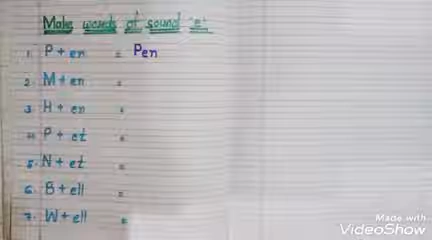 Make words of sound "e"
1. P + en = Pen
2. M + en =
3. H + en =
4. P + et =
5. N + et =
6. B + ell =
7. W + ell =
Made with
VideoShow